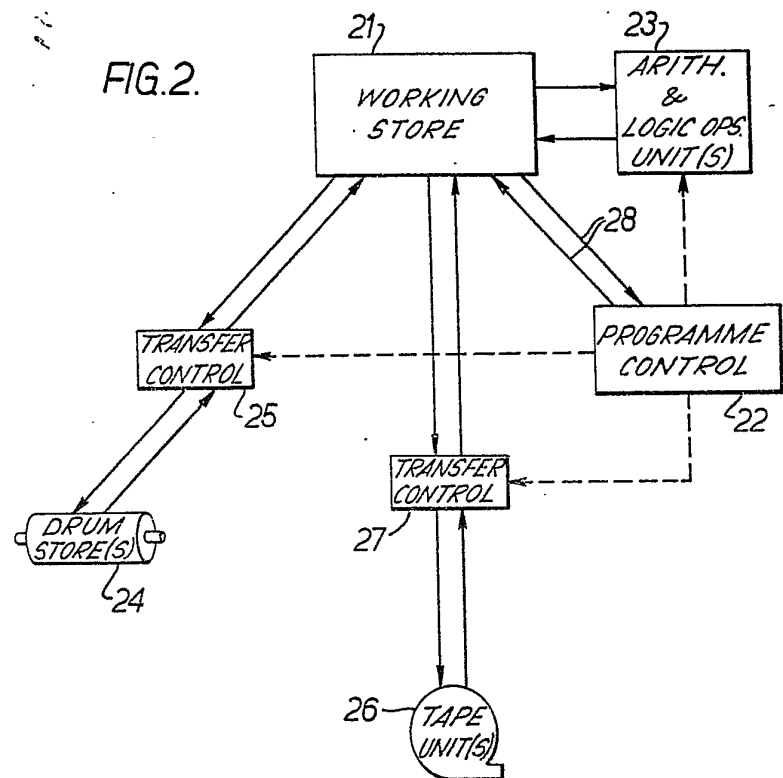 FIG.2.
21
WORKING
STORE
23
ARITH.
&
LOGIC OPS.
UNIT(S)
28
TRANSFER
CONTROL
25
PROGRAMME
CONTROL
22
TRANSFER
CONTROL
27
DRUM
STORE(S)
24
26
TAPE
UNIT(S)